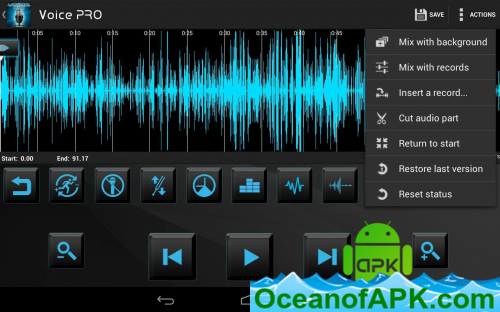 Voice PRO
SAVE
ACTIONS
0:05 0:10 0:15 0:20 0:25 0:30 0:35 0:40 0:45
Mix with background
Mix with records
Insert a record...
Cut audio part
Return to start
Restore last version
Reset status
Start: 0.00 End: 91.17
APK
OceanofAPK.com